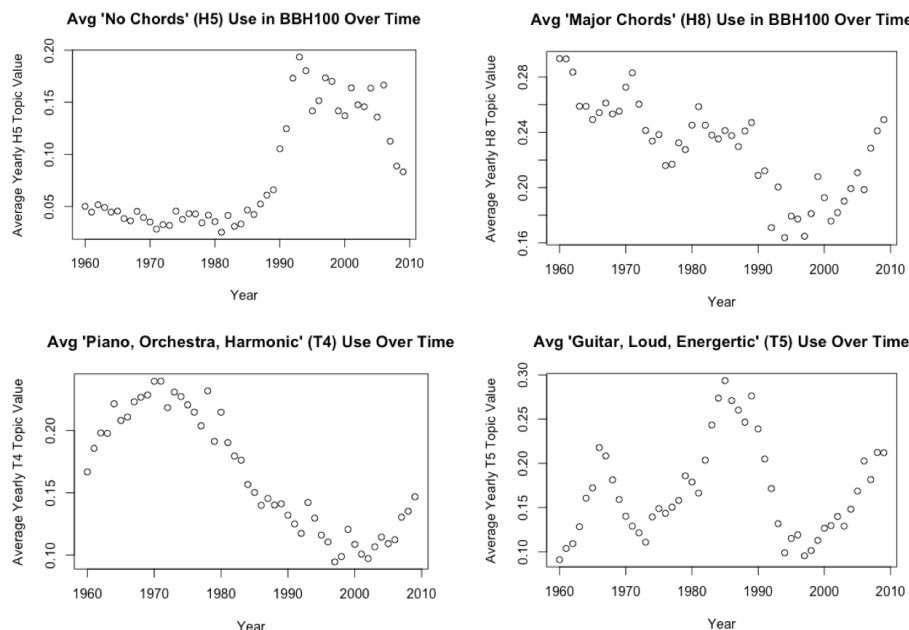 Avg 'No Chords' (H5) Use in BBH100 Over Time
Average Yearly H5 Topic Value
0.20
0.15
0.10
0.05
1960 1970 1980 1990 2000 2010
Year
Avg 'Major Chords' (H8) Use in BBH100 Over Time
Average Yearly H8 Topic Value
0.28
0.24
0.20
0.16
1960 1970 1980 1990 2000 2010
Year
Avg 'Piano, Orchestra, Harmonic' (T4) Use Over Time
Average Yearly T4 Topic Value
0.20
0.15
0.10
1960 1970 1980 1990 2000 2010
Year
Avg 'Guitar, Loud, Energertic' (T5) Use Over Time
Average Yearly T5 Topic Value
0.30
0.25
0.20
0.15
0.10
1960 1970 1980 1990 2000 2010
Year